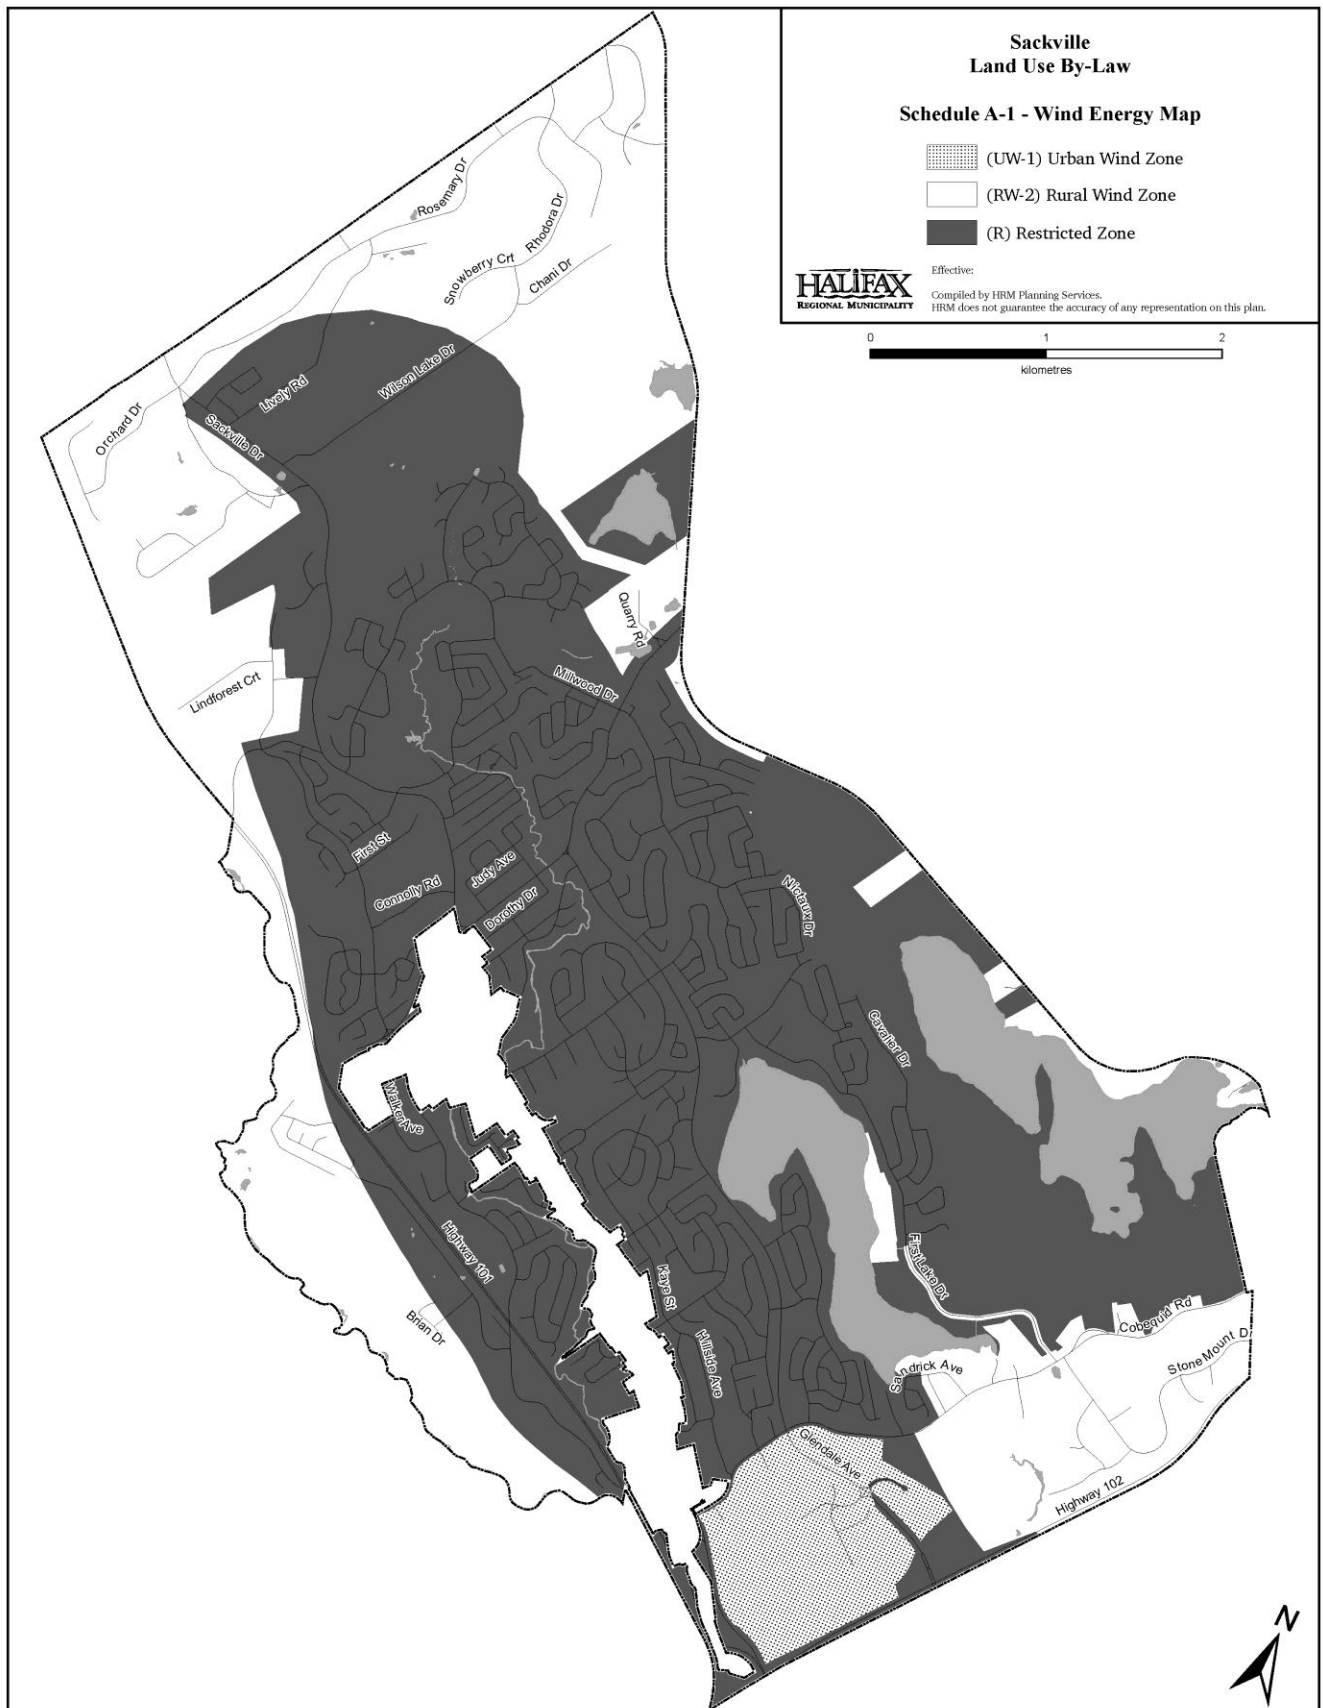 Sackville
Land Use By-Law
Schedule A-1 - Wind Energy Map
(UW-1) Urban Wind Zone
(RW-2) Rural Wind Zone
(R) Restricted Zone
HALIFAX
REGIONAL MUNICIPALITY
Effective:
Compiled by HRM Planning Services.
HRM does not guarantee the accuracy of any representation on this plan.
0 1 2
kilometres
Rosemary Dr
Rhodora Dr
Snowberry Crt
Chani Dr
Wilson Lake Dr
Lively Rd
Orchard Dr
Sackville Dr
Quarry Rd
Millwood Dr
Lindforest Crt
First St
Judy Ave
Connolly Rd
Dorothy Dr
Nictaux Dr
Cavalier Dr
Walker Ave
Highway 101
First Lake Dr
Kaye St
Brian Dr
Hillside Ave
Cobequid Rd
Stone Mount D
Sandrick Ave
Glendale Ave
Highway 102
N